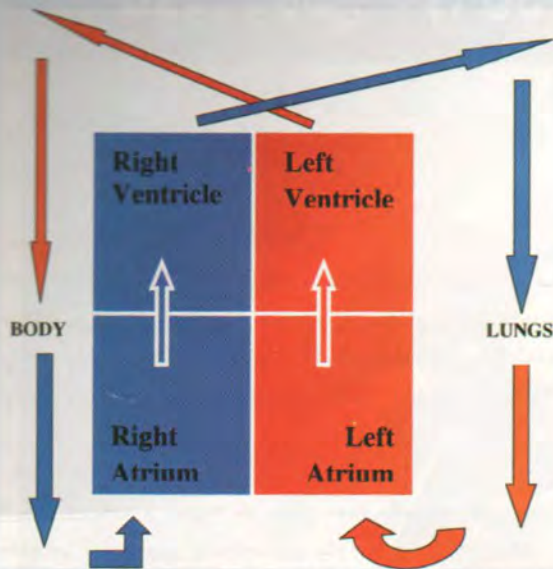 Right
Ventricle
Left
Ventricle
BODY
LUNGS
Right
Atrium
Left
Atrium